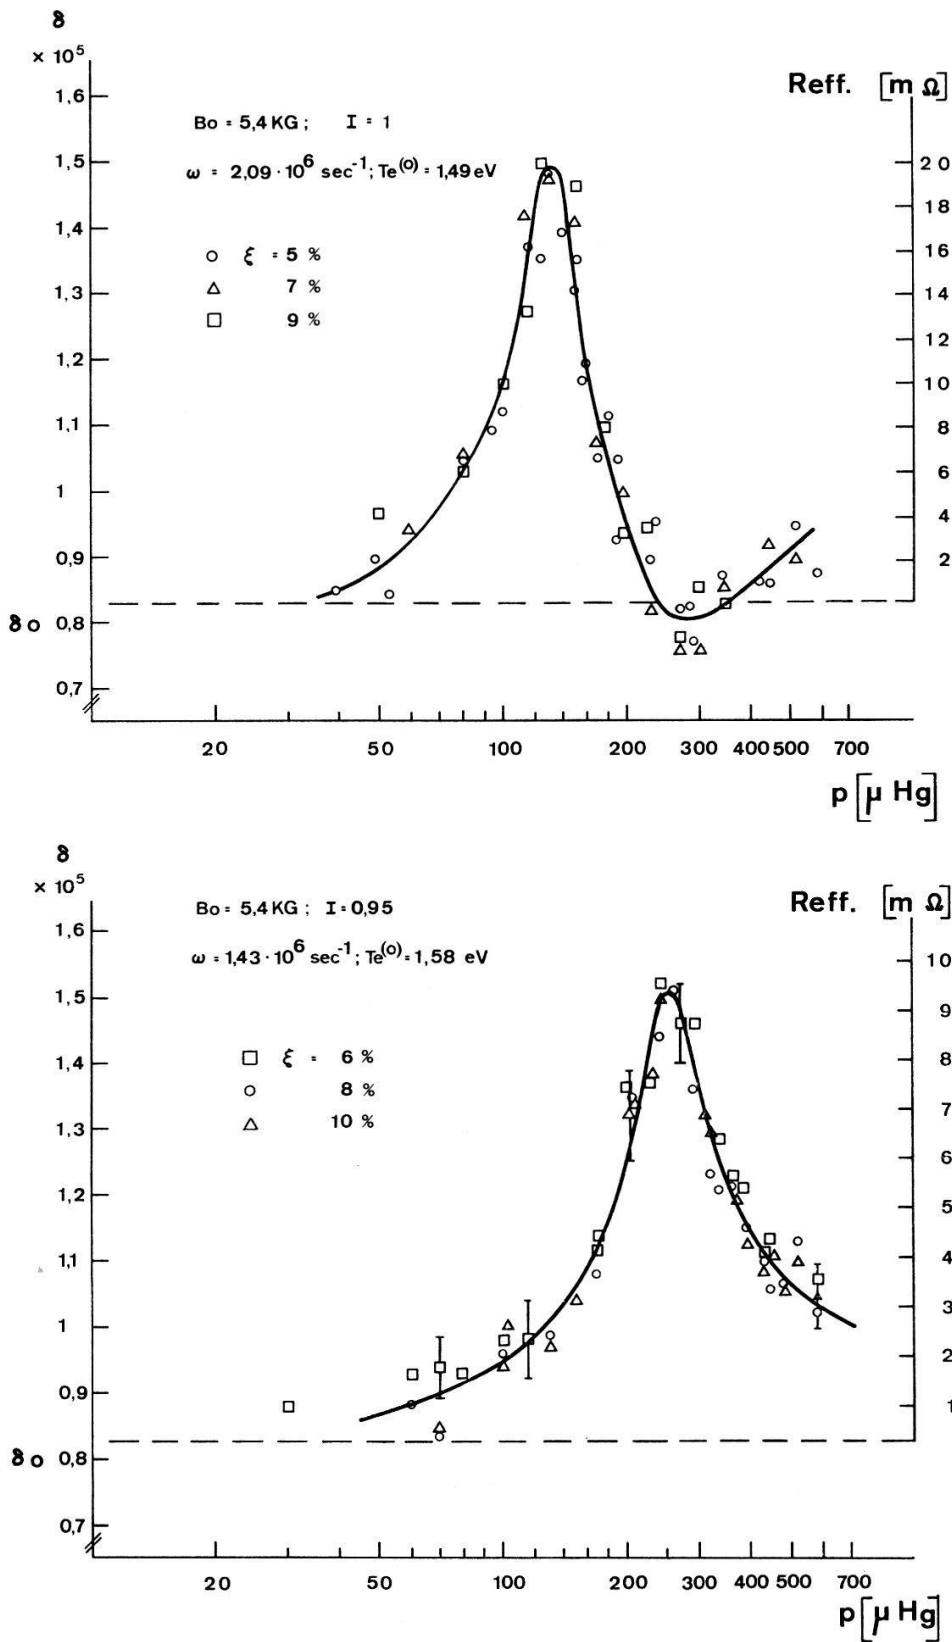 δ
× 10⁵
Reff. [m Ω]
1,6
1,5
1,4
1,3
1,2
1,1
1
0,9
δo 0,8
0,7
Bo = 5,4 KG ; I = 1
ω = 2,09 · 10⁶ sec⁻¹ ; Te⁽ᵒ⁾ = 1,49 eV
ξ = 5 %
7 %
9 %
20
18
16
14
12
10
8
6
4
2
20 50 100 200 300 400 500 700
p [μ Hg]
δ
× 10⁵
Reff. [m Ω]
1,6
1,5
1,4
1,3
1,2
1,1
1
0,9
δo 0,8
0,7
Bo = 5,4 KG ; I = 0,95
ω = 1,43 · 10⁶ sec⁻¹ ; Te⁽ᵒ⁾ = 1,58 eV
ξ = 6 %
8 %
10 %
10
9
8
7
6
5
4
3
2
1
20 50 100 200 300 400 500 700
p [μ Hg]